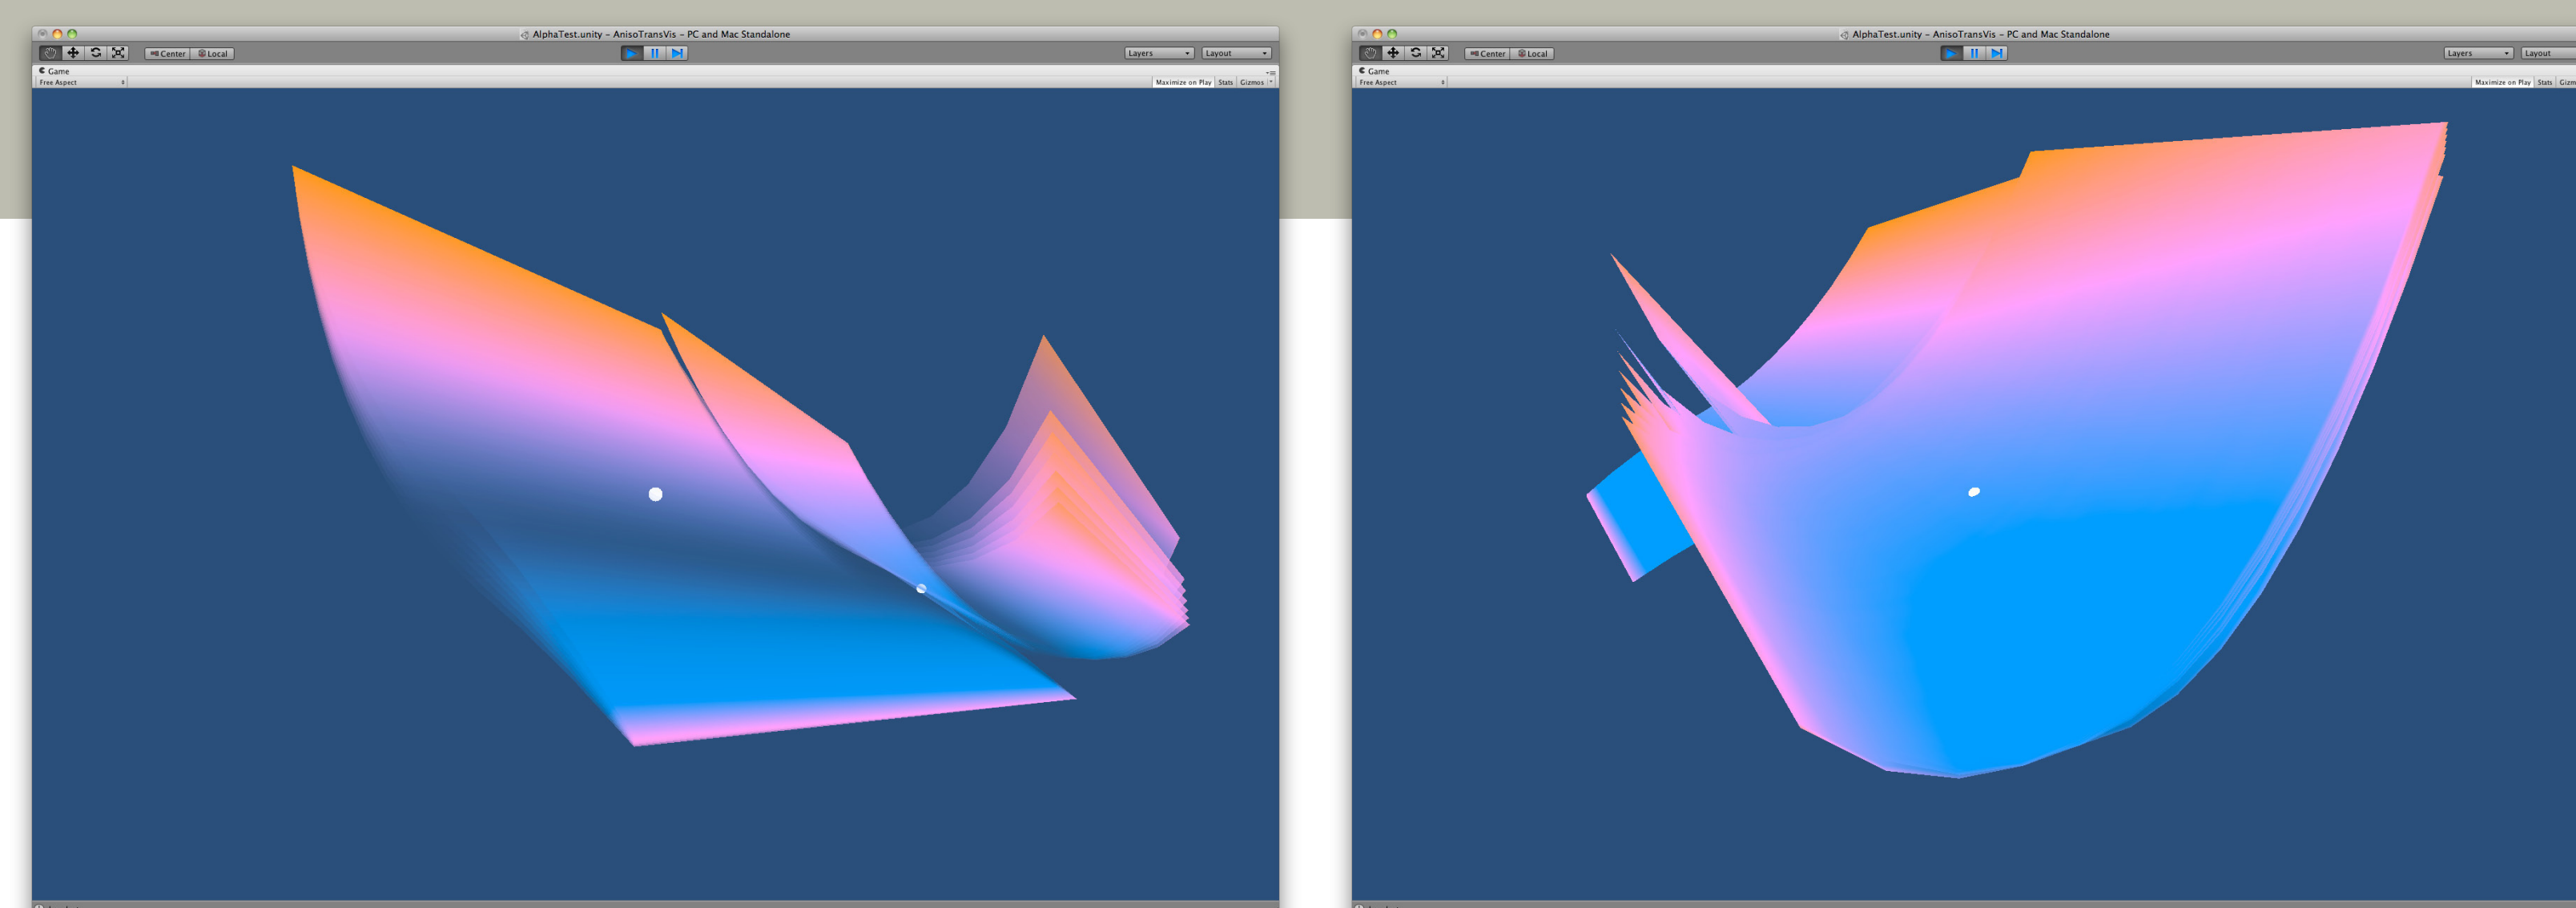 AlphaTest.unity - AnisoTransVis - PC and Mac Standalone
Center Local Layers Layout
Game
Free Aspect Maximize on Play Stats Gizmos
AlphaTest.unity - AnisoTransVis - PC and Mac Standalone
Center Local Layers Layout
Game
Free Aspect Maximize on Play Stats